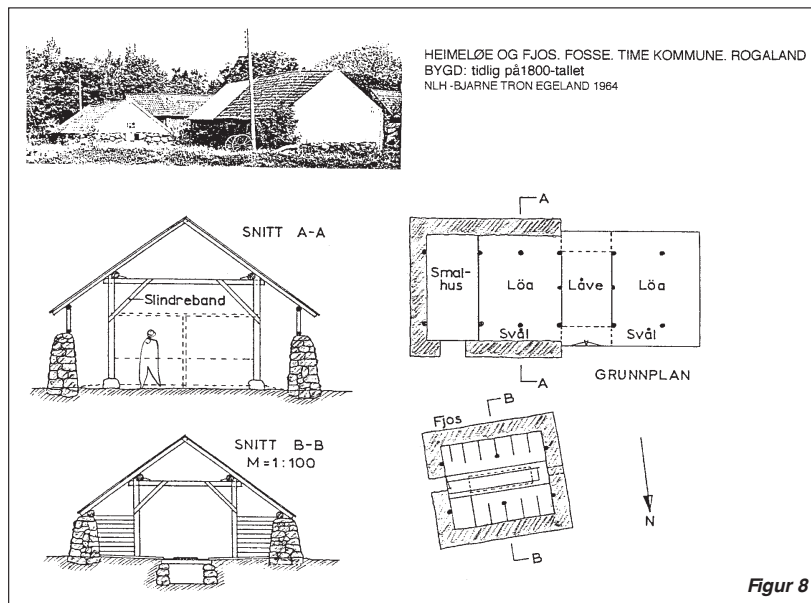 HEIMELØE OG FJOS. FOSSE. TIME KOMMUNE. ROGALAND
BYGD: tidlig på1800-tallet
NLH -BJARNE TRON EGELAND 1964
SNITT A-A
Slindreband
A
Smal-
hus
Löa
Låve
Löa
Svål
Svål
A
GRUNNPLAN
SNITT B-B
M=1:100
B
Fjos
B
N
Figur 8